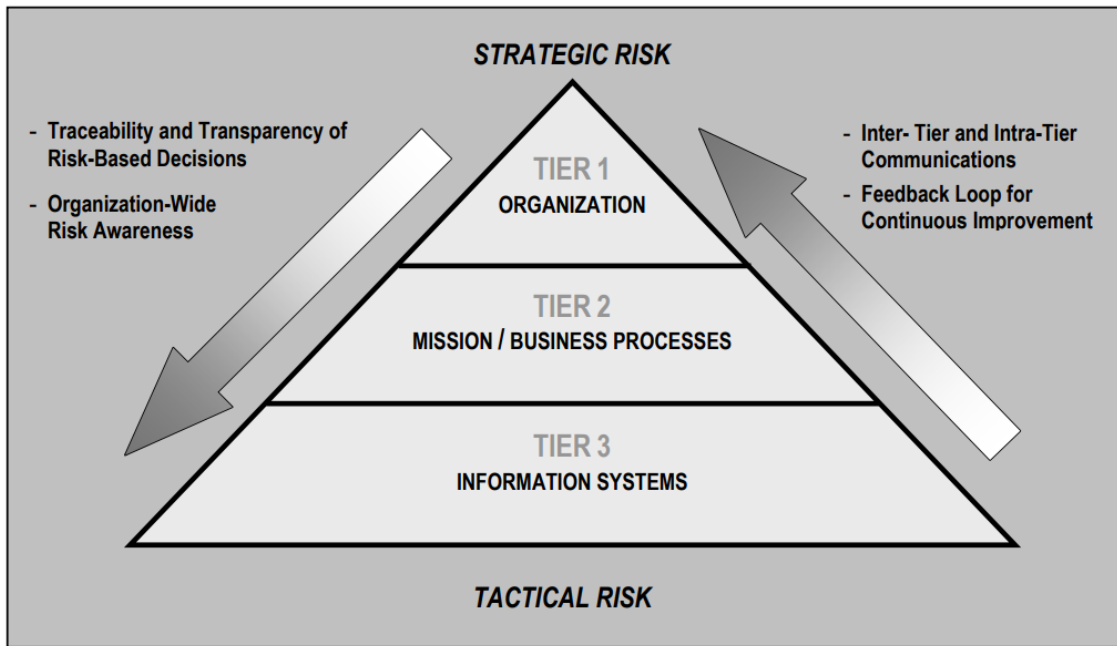 STRATEGIC RISK
- Traceability and Transparency of
Risk-Based Decisions
- Organization-Wide
Risk Awareness
- Inter- Tier and Intra-Tier
Communications
- Feedback Loop for
Continuous Improvement
TIER 1
ORGANIZATION
TIER 2
MISSION / BUSINESS PROCESSES
TIER 3
INFORMATION SYSTEMS
TACTICAL RISK